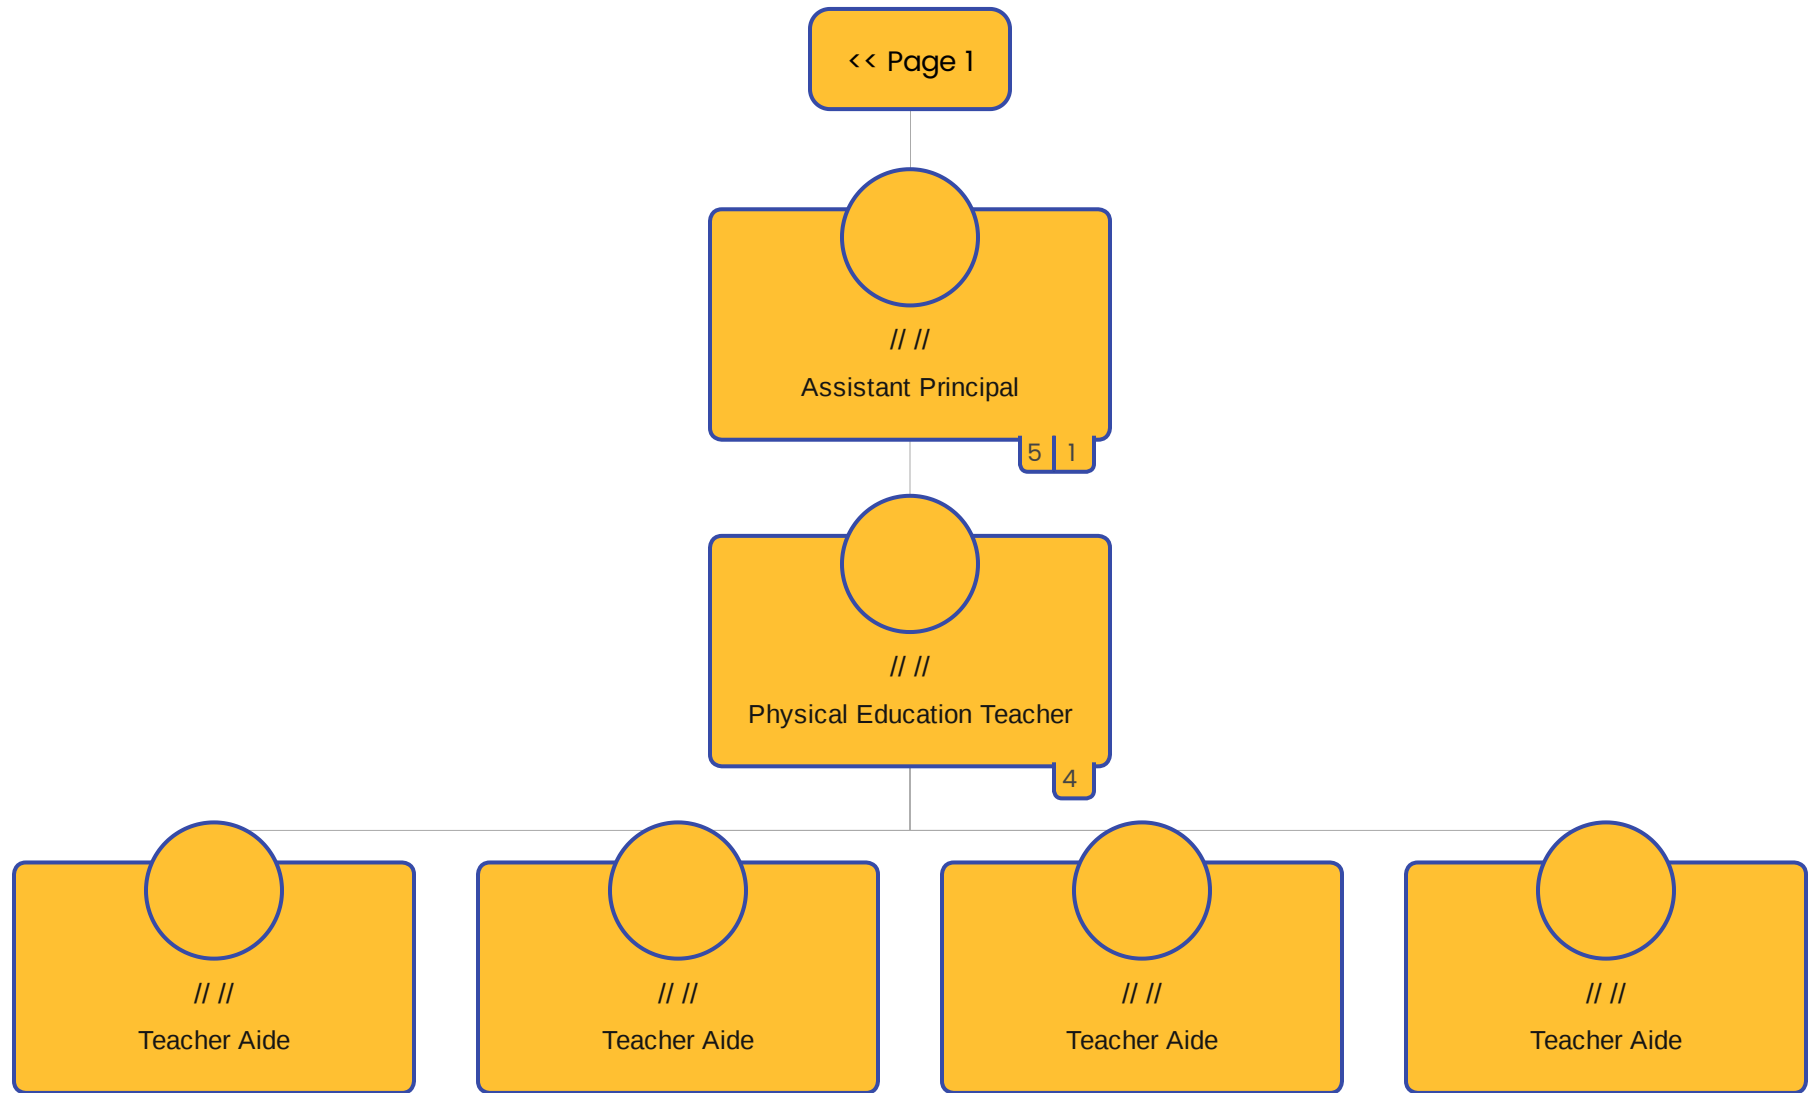 << Page 1
// //
Assistant Principal
5 1
// //
Physical Education Teacher
4
// //
Teacher Aide
// //
Teacher Aide
// //
Teacher Aide
// //
Teacher Aide